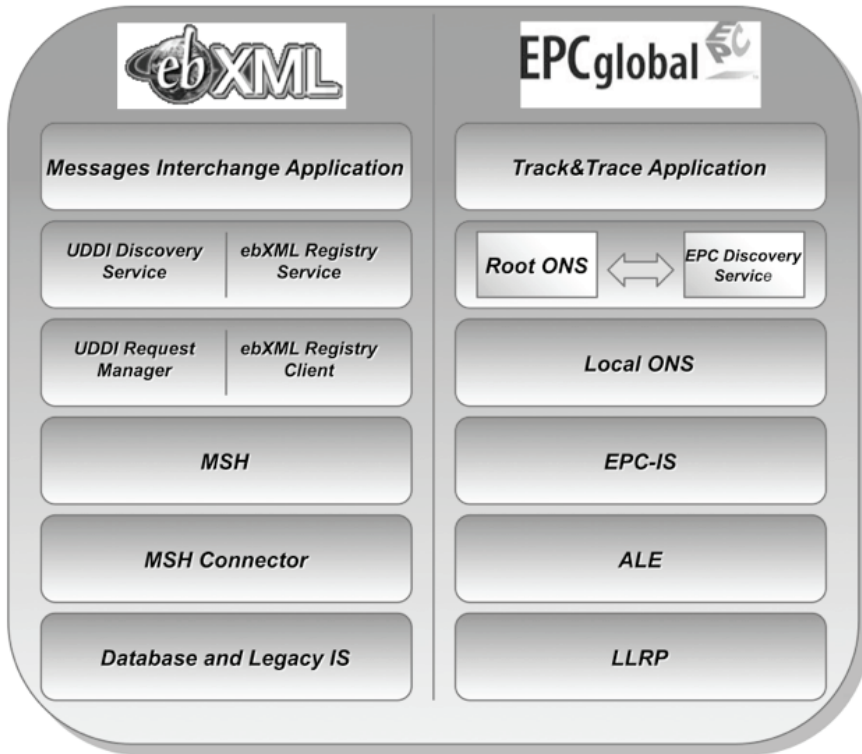 ebXML
EPCglobal
EPC
Messages Interchange Application
UDDI Discovery
Service
ebXML Registry
Service
UDDI Request
Manager
ebXML Registry
Client
MSH
MSH Connector
Database and Legacy IS
Track&Trace Application
Root ONS
EPC Discovery
Service
Local ONS
EPC-IS
ALE
LLRP